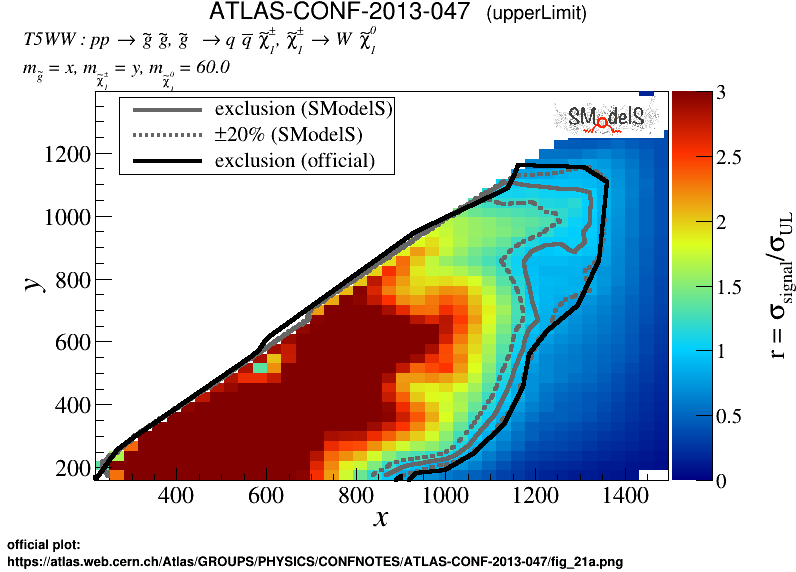 ATLAS-CONF-2013-047 (upperLimit)
T5WW : pp → g̃ g̃, g̃ → q q̅ χ̃₁±, χ̃₁± → W χ̃₁⁰
m_g̃ = x, m_χ̃₁± = y, m_χ̃₁⁰ = 60.0
exclusion (SModelS)
±20% (SModelS)
exclusion (official)
SModelS
1200
1000
800
600
400
200
y
400 600 800 1000 1200 1400
x
3
2.5
2
1.5
1
0.5
0
r = σ_signal/σ_UL
official plot:
https://atlas.web.cern.ch/Atlas/GROUPS/PHYSICS/CONFNOTES/ATLAS-CONF-2013-047/fig_21a.png